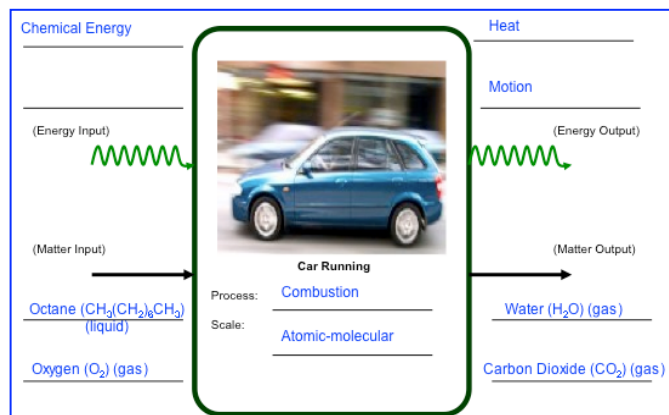 Chemical Energy
Heat
Motion
(Energy Input)
(Energy Output)
(Matter Input)
(Matter Output)
Car Running
Process: Combustion
Scale: Atomic-molecular
Octane (CH₃(CH₂)₆CH₃)
(liquid)
Water (H₂O) (gas)
Oxygen (O₂) (gas)
Carbon Dioxide (CO₂) (gas)